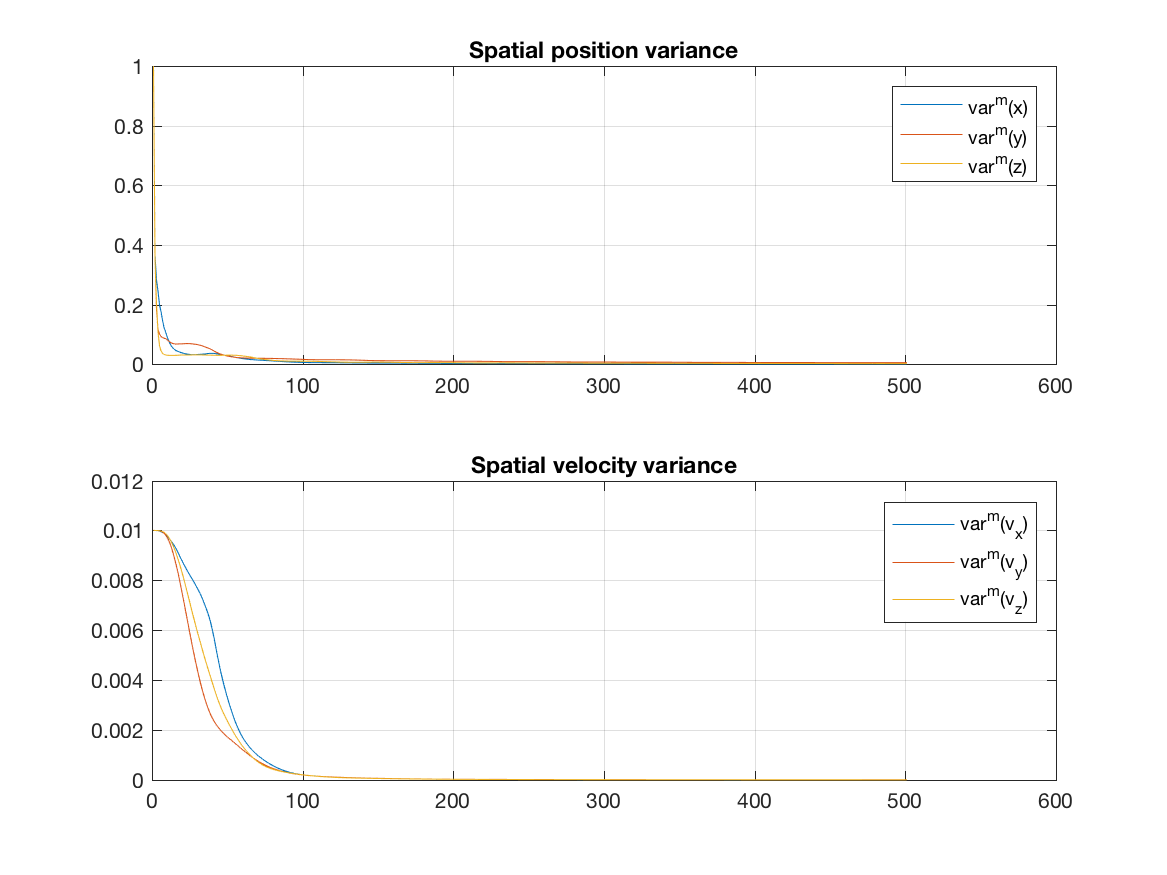 Spatial position variance
1
0.8
0.6
0.4
0.2
0
var^m(x)
var^m(y)
var^m(z)
0 100 200 300 400 500 600
Spatial velocity variance
0.012
0.01
0.008
0.006
0.004
0.002
0
var^m(v_x)
var^m(v_y)
var^m(v_z)
0 100 200 300 400 500 600